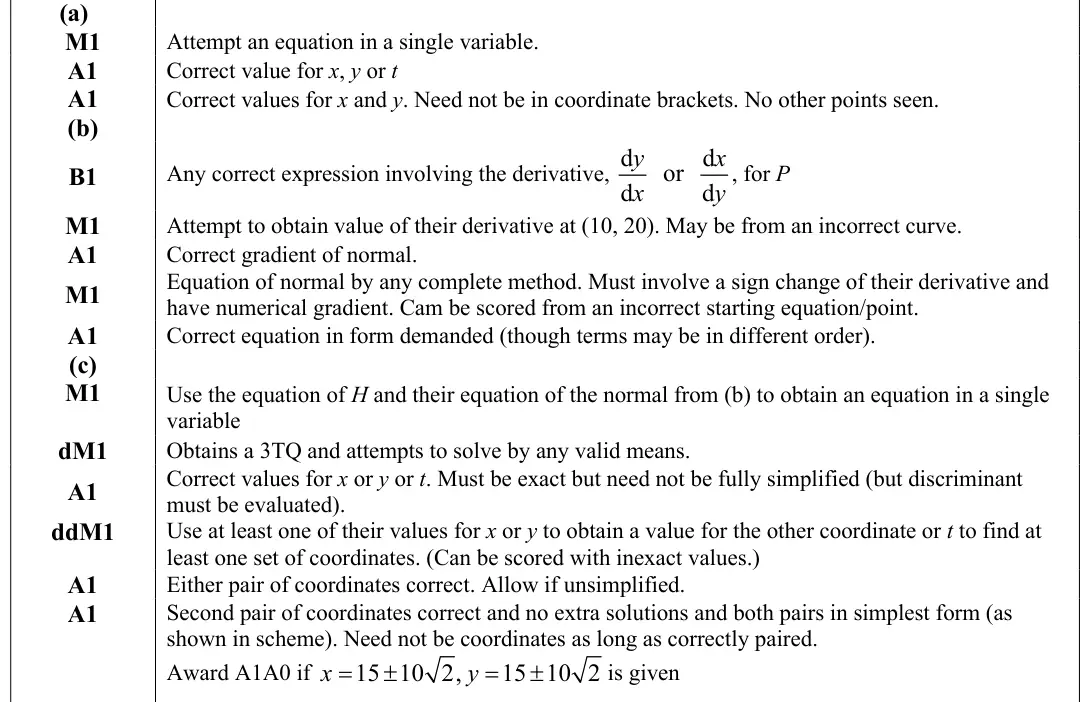 (a)
M1 Attempt an equation in a single variable.
A1 Correct value for x, y or t
A1 Correct values for x and y. Need not be in coordinate brackets. No other points seen.
(b)
B1 Any correct expression involving the derivative, dy/dx or dx/dy, for P
M1 Attempt to obtain value of their derivative at (10, 20). May be from an incorrect curve.
A1 Correct gradient of normal.
M1 Equation of normal by any complete method. Must involve a sign change of their derivative and
have numerical gradient. Cam be scored from an incorrect starting equation/point.
A1 Correct equation in form demanded (though terms may be in different order).
(c)
M1 Use the equation of H and their equation of the normal from (b) to obtain an equation in a single
variable
dM1 Obtains a 3TQ and attempts to solve by any valid means.
A1 Correct values for x or y or t. Must be exact but need not be fully simplified (but discriminant
must be evaluated).
ddM1 Use at least one of their values for x or y to obtain a value for the other coordinate or t to find at
least one set of coordinates. (Can be scored with inexact values.)
A1 Either pair of coordinates correct. Allow if unsimplified.
A1 Second pair of coordinates correct and no extra solutions and both pairs in simplest form (as
shown in scheme). Need not be coordinates as long as correctly paired.
Award A1A0 if x = 15 ± 10√2, y = 15 ± 10√2 is given